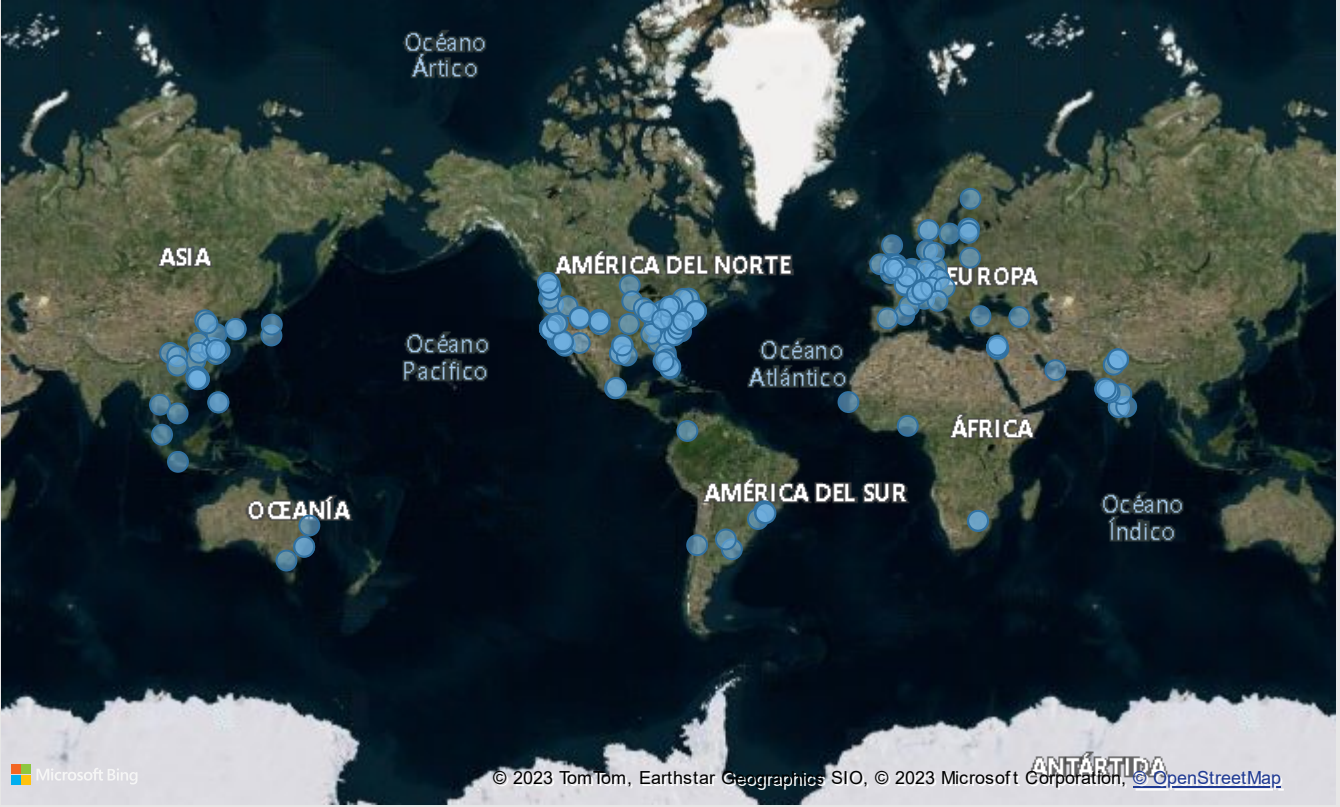 Océano
Ártico
ASIA
AMÉRICA DEL NORTE
EUROPA
Océano
Pacífico
Océano
Atlántico
ÁFRICA
OCEANÍA
AMÉRICA DEL SUR
Océano
Índico
ANTÁRTIDA
Microsoft Bing
© 2023 TomTom, Earthstar Geographics SIO, © 2023 Microsoft Corporation, © OpenStreetMap